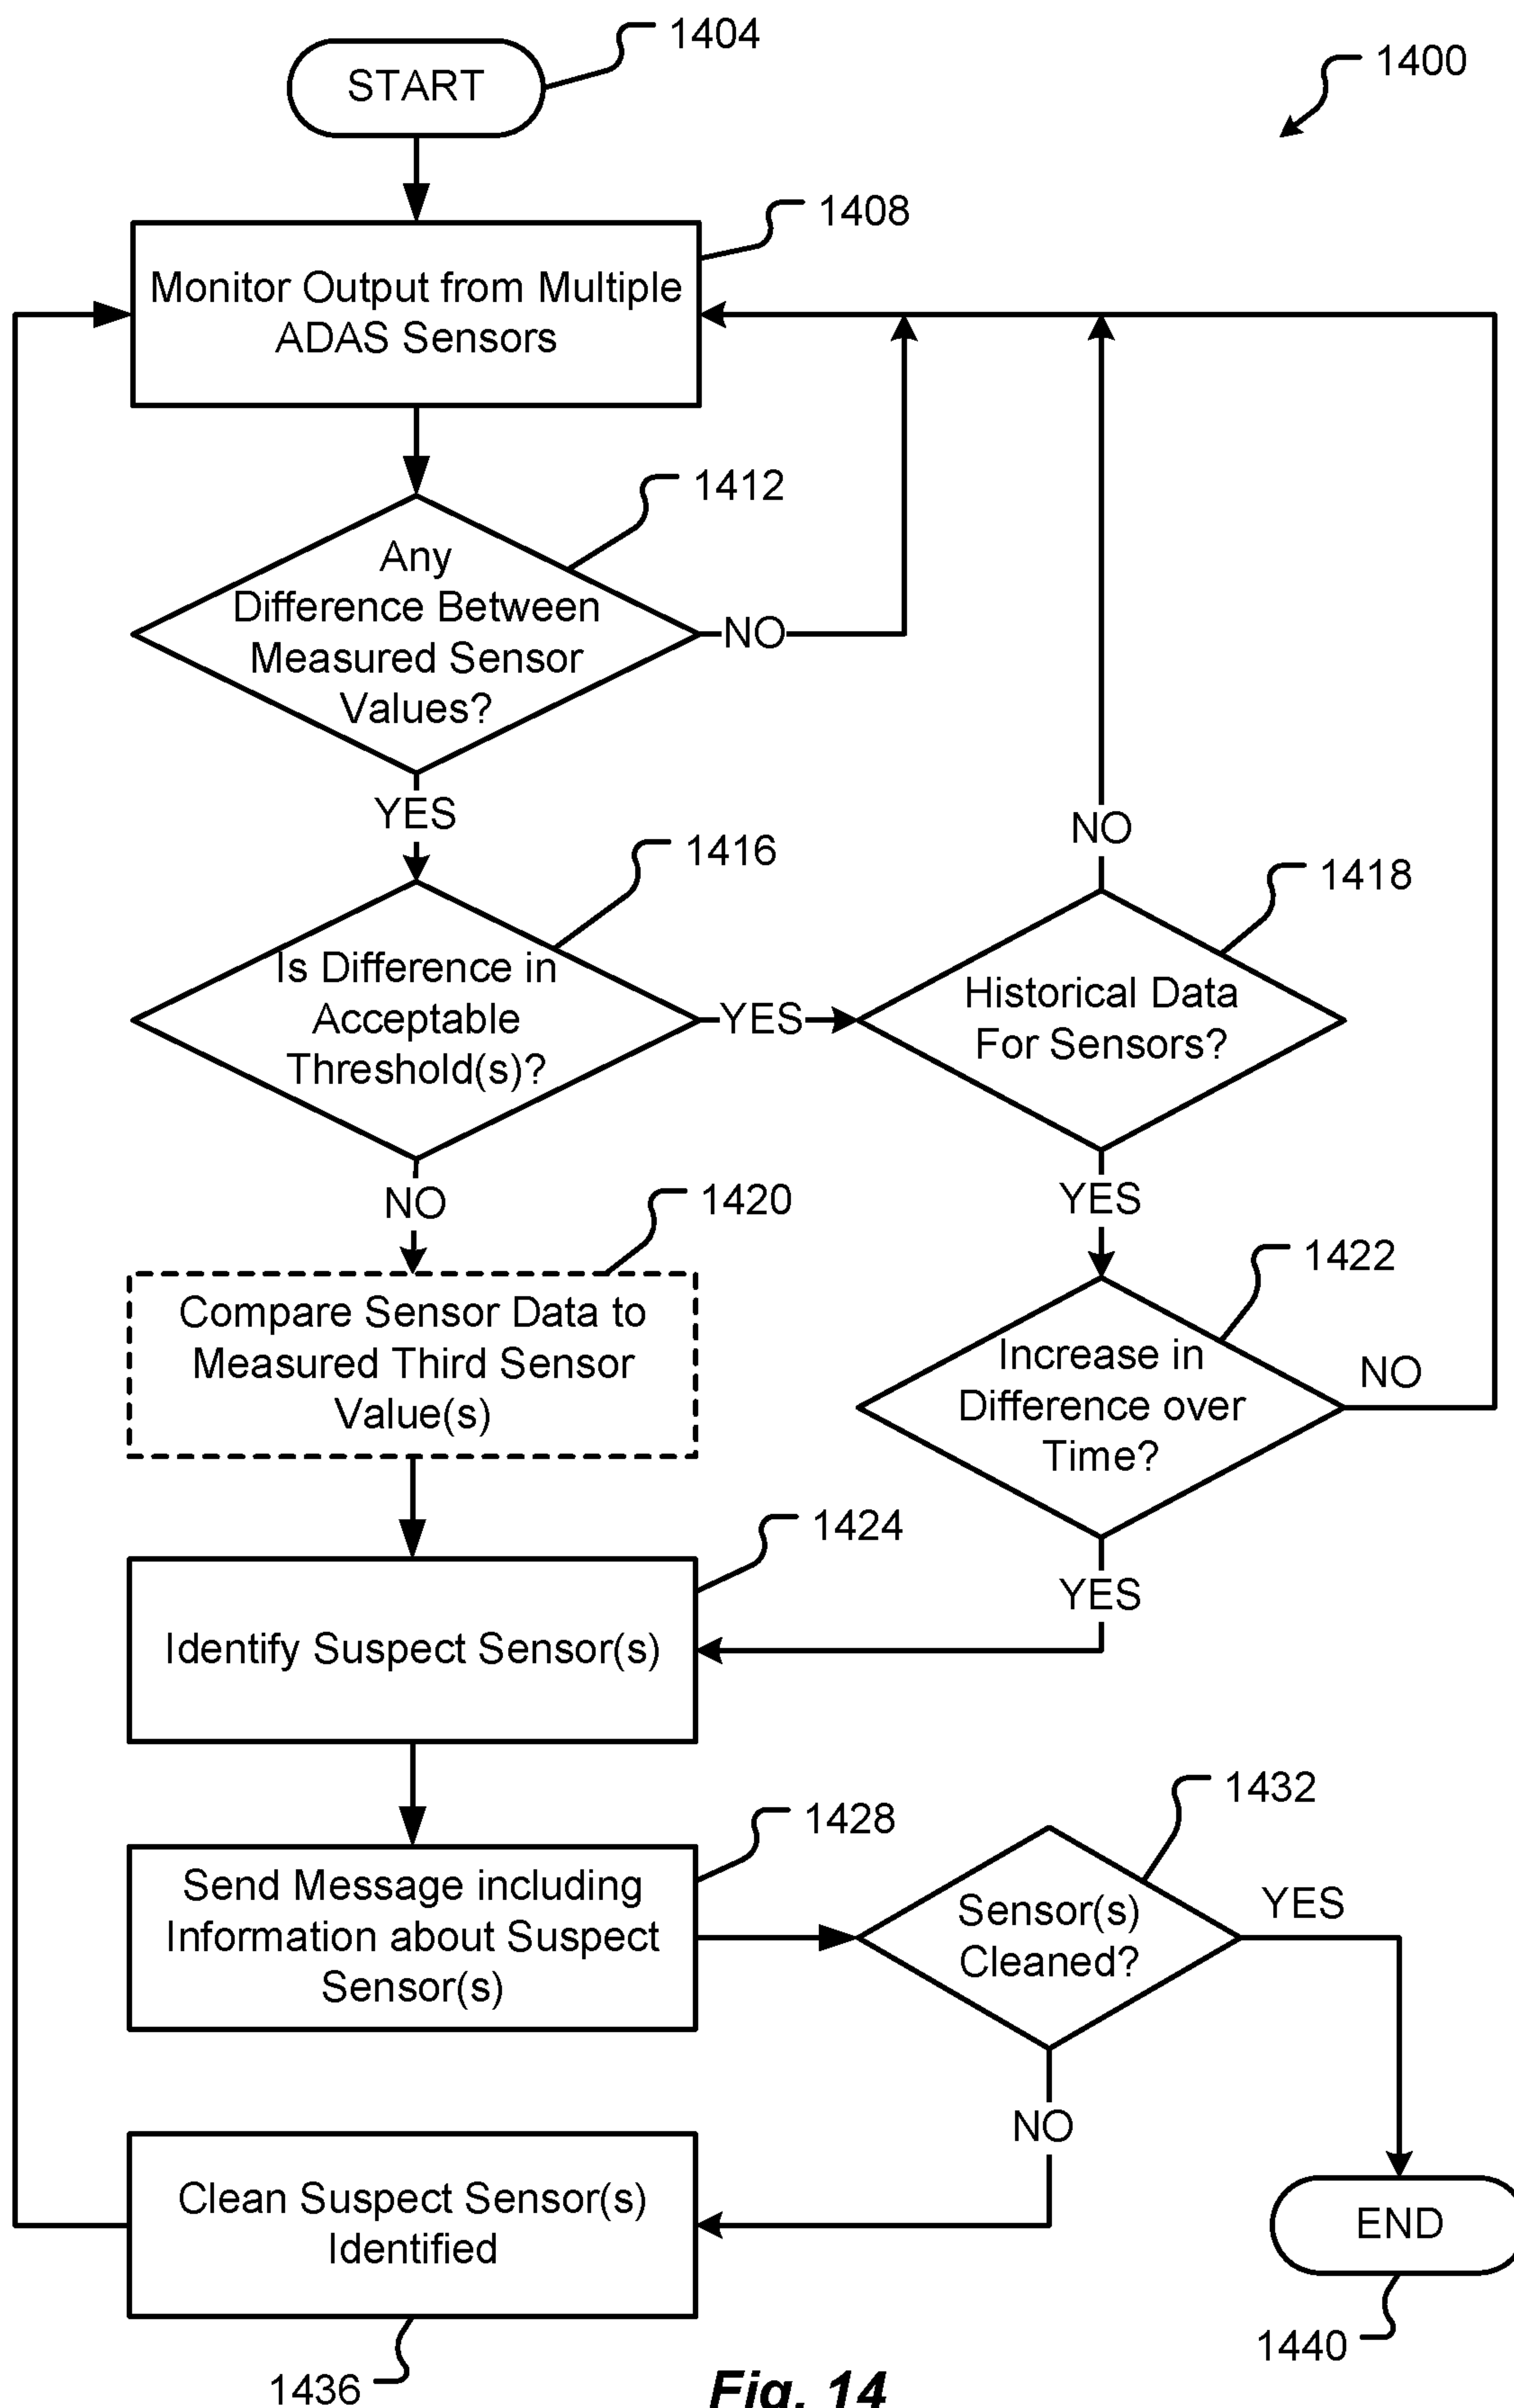 START
1404
1400
1408
Monitor Output from Multiple
ADAS Sensors
1412
Any
Difference Between
Measured Sensor
Values?
NO
YES
1416
Is Difference in
Acceptable
Threshold(s)?
YES
NO
1418
Historical Data
For Sensors?
NO
YES
1420
Compare Sensor Data to
Measured Third Sensor
Value(s)
1422
Increase in
Difference over
Time?
NO
YES
1424
Identify Suspect Sensor(s)
1428
Send Message including
Information about Suspect
Sensor(s)
1432
Sensor(s)
Cleaned?
YES
NO
Clean Suspect Sensor(s)
Identified
1436
END
1440
Fig. 14